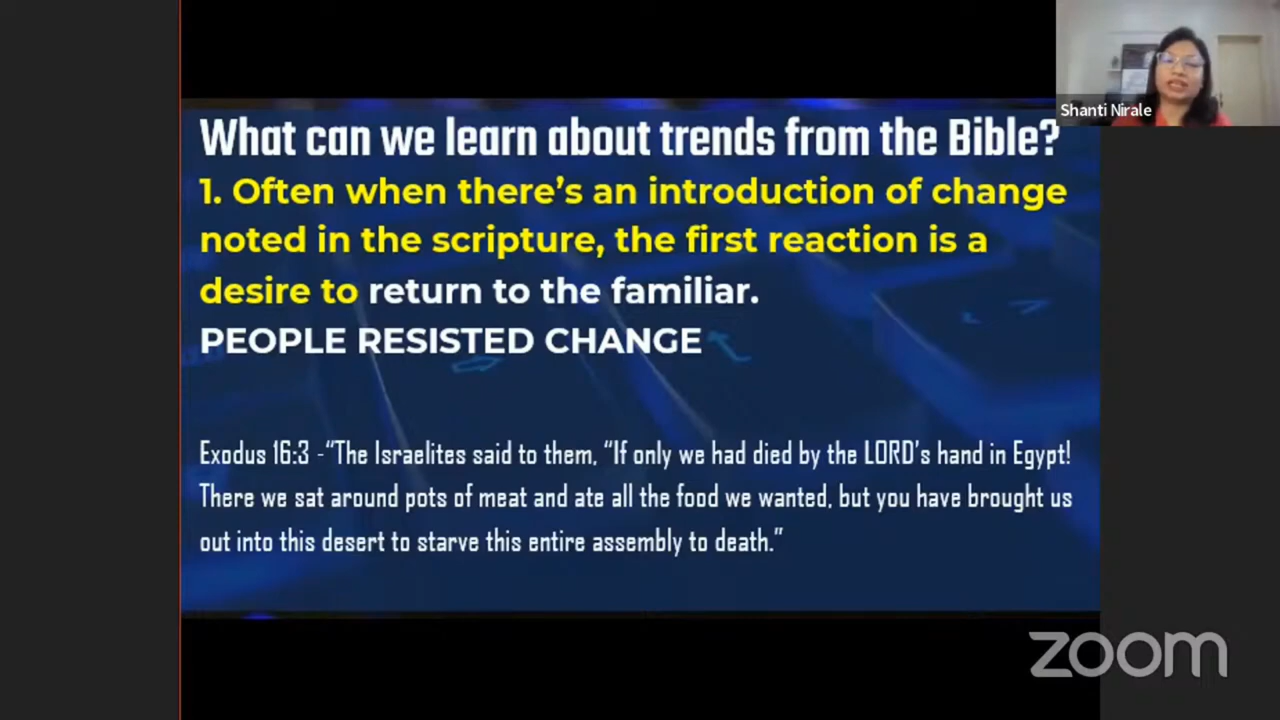 What can we learn about trends from the Bible?
1. Often when there’s an introduction of change
noted in the scripture, the first reaction is a
desire to return to the familiar.
PEOPLE RESISTED CHANGE
Exodus 16:3 -“The Israelites said to them, “If only we had died by the LORD’s hand in Egypt!
There we sat around pots of meat and ate all the food we wanted, but you have brought us
out into this desert to starve this entire assembly to death.”
Shanti Nirale
zoom